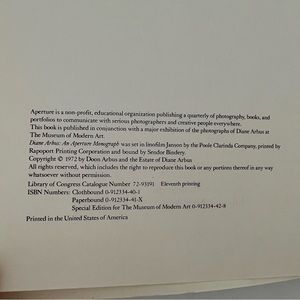 Aperture is a non-profit, educational organization publishing a quarterly of photography, books, and
portfolios to communicate with serious photographers and creative people everywhere.
This book is published in conjunction with a major exhibition of the photographs of Diane Arbus at
The Museum of Modern Art.
Diane Arbus: An Aperture Monograph was set in linofilm Janson by the Poole Clarinda Company, printed by
Rapoport Printing Corporation and bound by Sendor Bindery.
Copyright © 1972 by Doon Arbus and the Estate of Diane Arbus
All rights reserved, which includes the right to reproduce this book or any portions thereof in any way
whatsoever without permission.
Library of Congress Catalogue Number 72-93191 Eleventh printing
ISBN Numbers: Clothbound 0-912334-40-1
Paperbound 0-912334-41-X
Special Edition for The Museum of Modern Art 0-912334-42-8
Printed in the United States of America